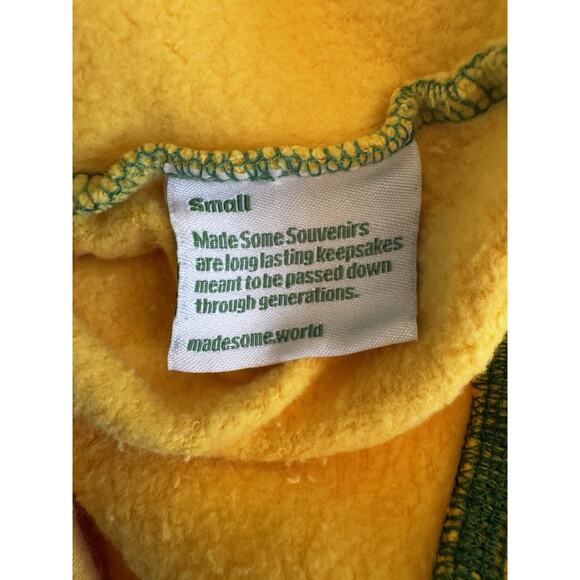 Small
Made Some Souvenirs
are long lasting keepsakes
meant to be passed down
through generations.
madesome.world